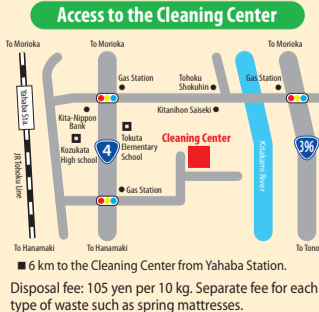 Access to the Cleaning Center
To Morioka
To Morioka
To Morioka
Gas Station
Tohoku
Shokuhin
Gas Station
Yahaba Sta.
Kita-Nippon
Bank
Kitanihon Saiseki
Kozukata
High school
Tokuta
Elementary
School
Cleaning Center
4
396
JR Tohoku Line
Kitakami River
Gas Station
To Hanamaki
To Hanamaki
To Tono
■ 6 km to the Cleaning Center from Yahaba Station.
Disposal fee: 105 yen per 10 kg. Separate fee for each
type of waste such as spring mattresses.